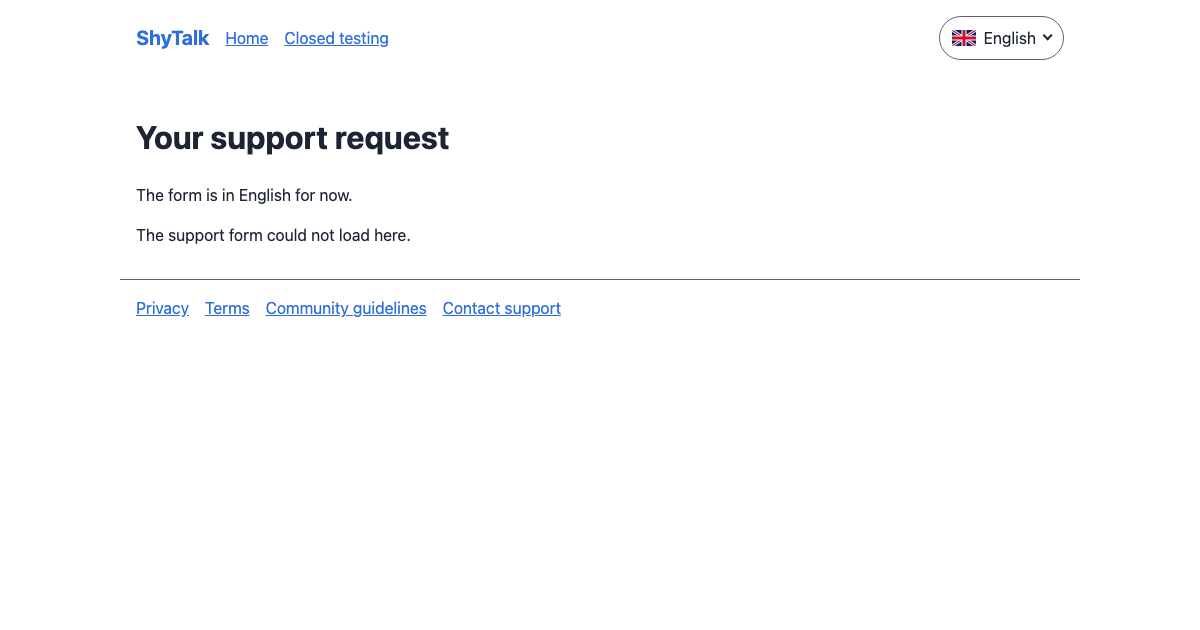 ShyTalk Home Closed testing English
Your support request
The form is in English for now.
The support form could not load here.
Privacy Terms Community guidelines Contact support